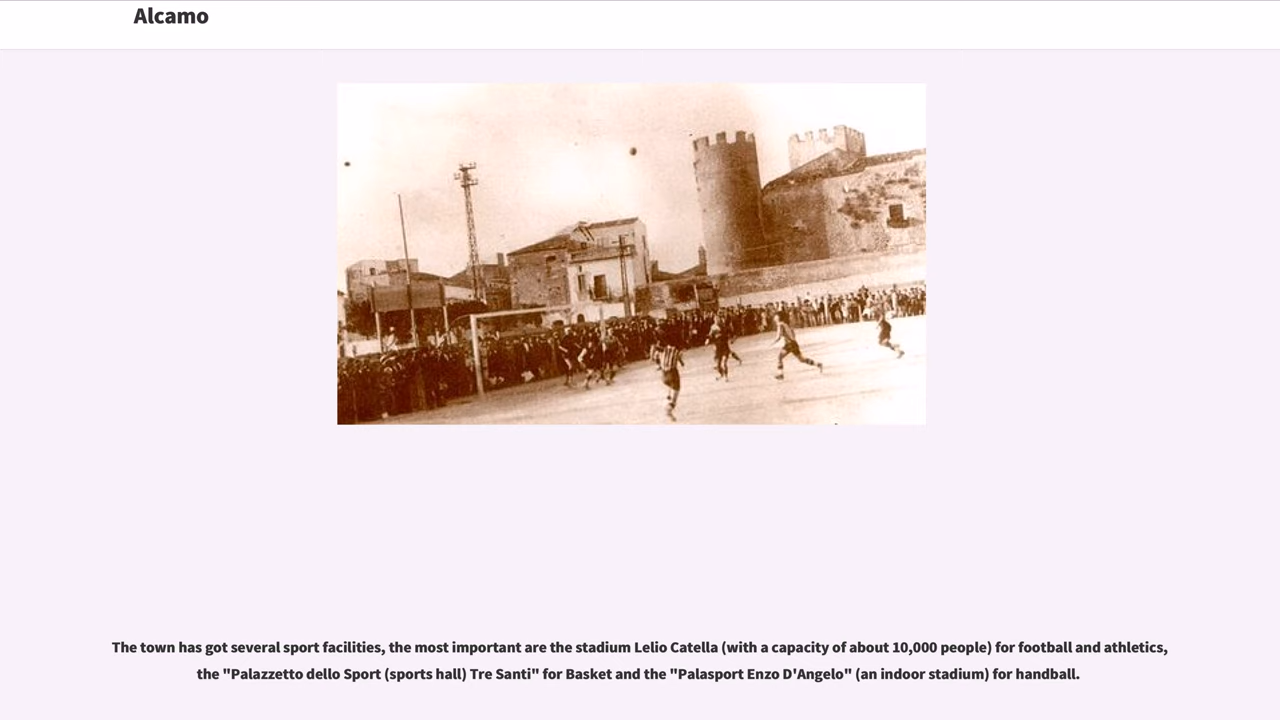 Alcamo
The town has got several sport facilities, the most important are the stadium Lelio Catella (with a capacity of about 10,000 people) for football and athletics,
the "Palazzetto dello Sport (sports hall) Tre Santi" for Basket and the "Palasport Enzo D'Angelo" (an indoor stadium) for handball.